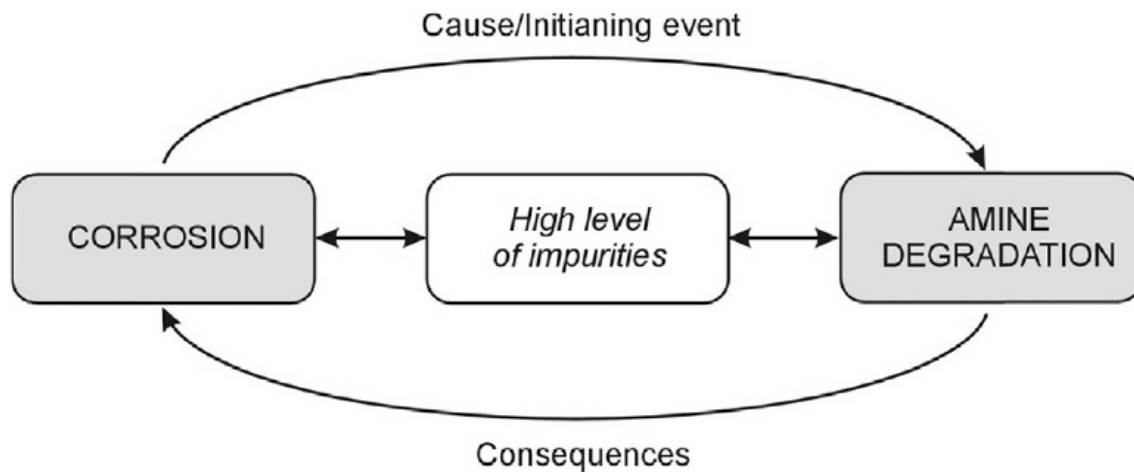 Cause/Initianing event
CORROSION
High level
of impurities
AMINE
DEGRADATION
Consequences